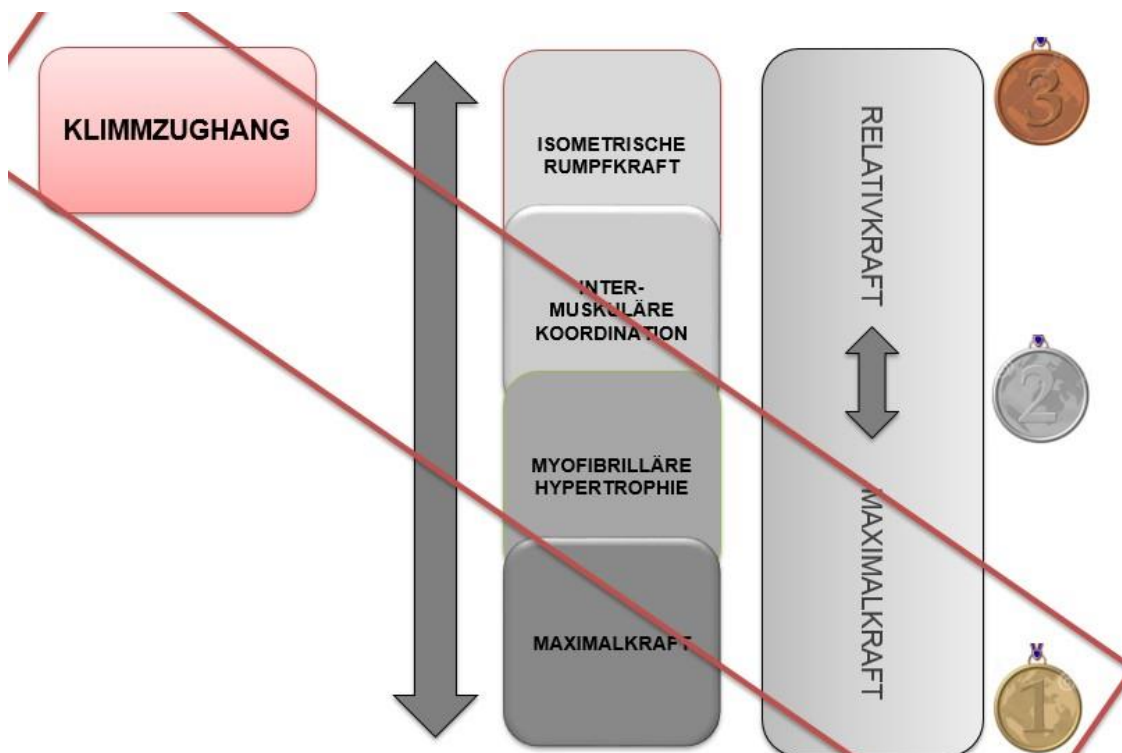 KLIMMZUGHANG
ISOMETRISCHE
RUMPFKRAFT
INTER-
MUSKULÄRE
KOORDINATION
MYOFIBRILLÄRE
HYPERTROPHIE
MAXIMALKRAFT
RELATIVKRAFT
MAXIMALKRAFT
3
2
1